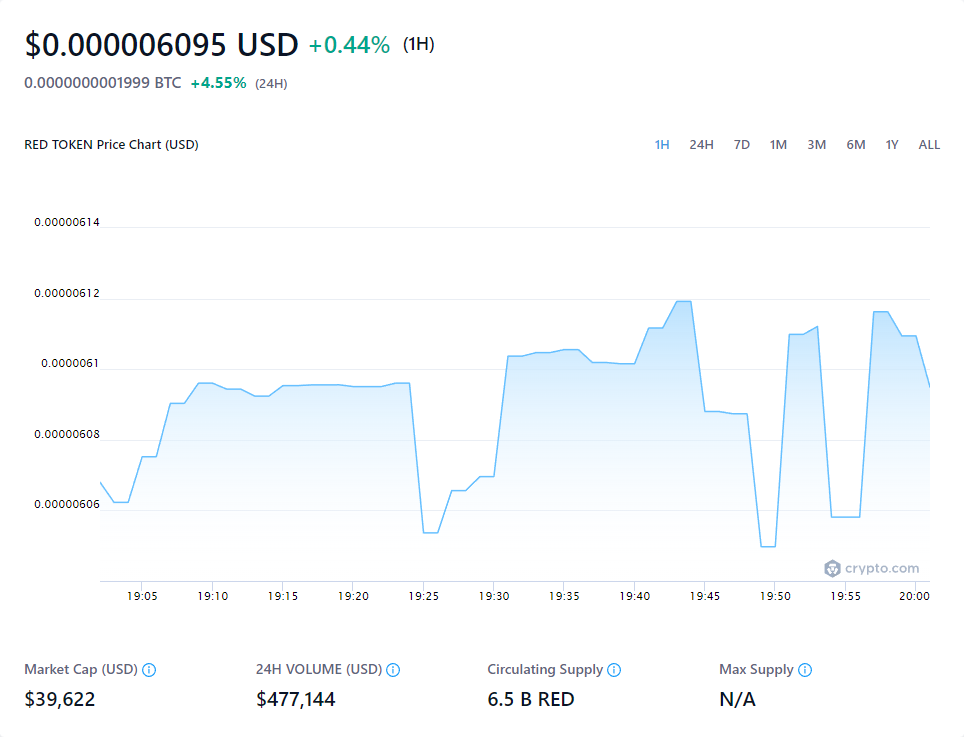 $0.000006095 USD +0.44% (1H)
0.0000000001999 BTC +4.55% (24H)
RED TOKEN Price Chart (USD) 1H 24H 7D 1M 3M 6M 1Y ALL
0.00000614
0.00000612
0.0000061
0.00000608
0.00000606
crypto.com
19:05 19:10 19:15 19:20 19:25 19:30 19:35 19:40 19:45 19:50 19:55 20:00
Market Cap (USD) 24H VOLUME (USD) Circulating Supply Max Supply
$39,622 $477,144 6.5 B RED N/A